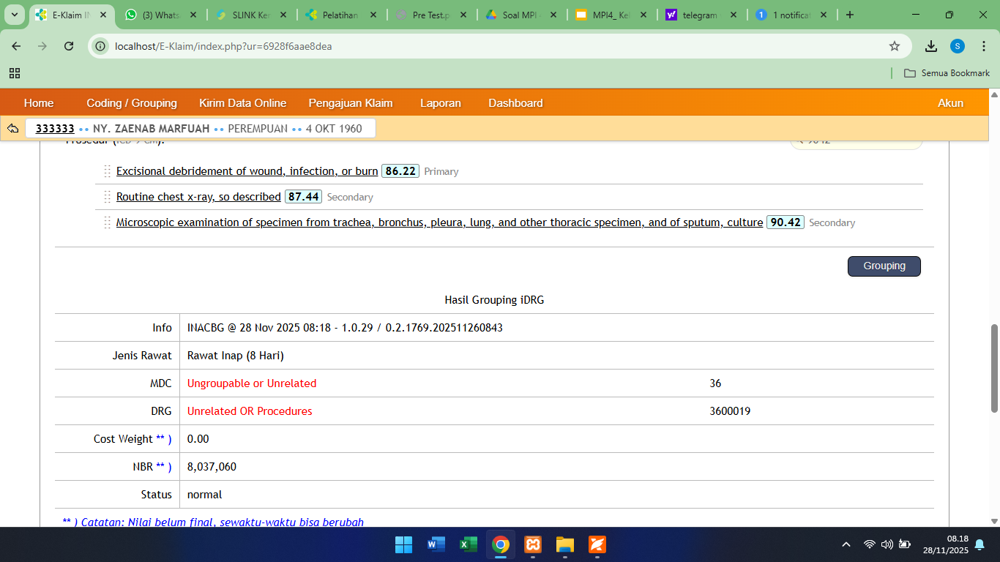 E-Klaim IN
(3) Whats
SLINK Ker
Pelatihan
Pre Test.p
Soal MPI
MPI4_ Kel
telegram
1 notificat
localhost/E-Klaim/index.php?ur=6928f6aae8dea
S
Semua Bookmark
Home Coding / Grouping Kirim Data Online Pengajuan Klaim Laporan Dashboard Akun
333333 •• NY. ZAENAB MARFUAH •• PEREMPUAN •• 4 OKT 1960
Excisional debridement of wound, infection, or burn 86.22 Primary
Routine chest x-ray, so described 87.44 Secondary
Microscopic examination of specimen from trachea, bronchus, pleura, lung, and other thoracic specimen, and of sputum, culture 90.42 Secondary
Grouping
Hasil Grouping iDRG
Info INACBG @ 28 Nov 2025 08:18 - 1.0.29 / 0.2.1769.202511260843
Jenis Rawat Rawat Inap (8 Hari)
MDC Ungroupable or Unrelated 36
DRG Unrelated OR Procedures 3600019
Cost Weight ** ) 0.00
NBR ** ) 8,037,060
Status normal
** ) Catatan: Nilai belum final, sewaktu-waktu bisa berubah
08.18
28/11/2025